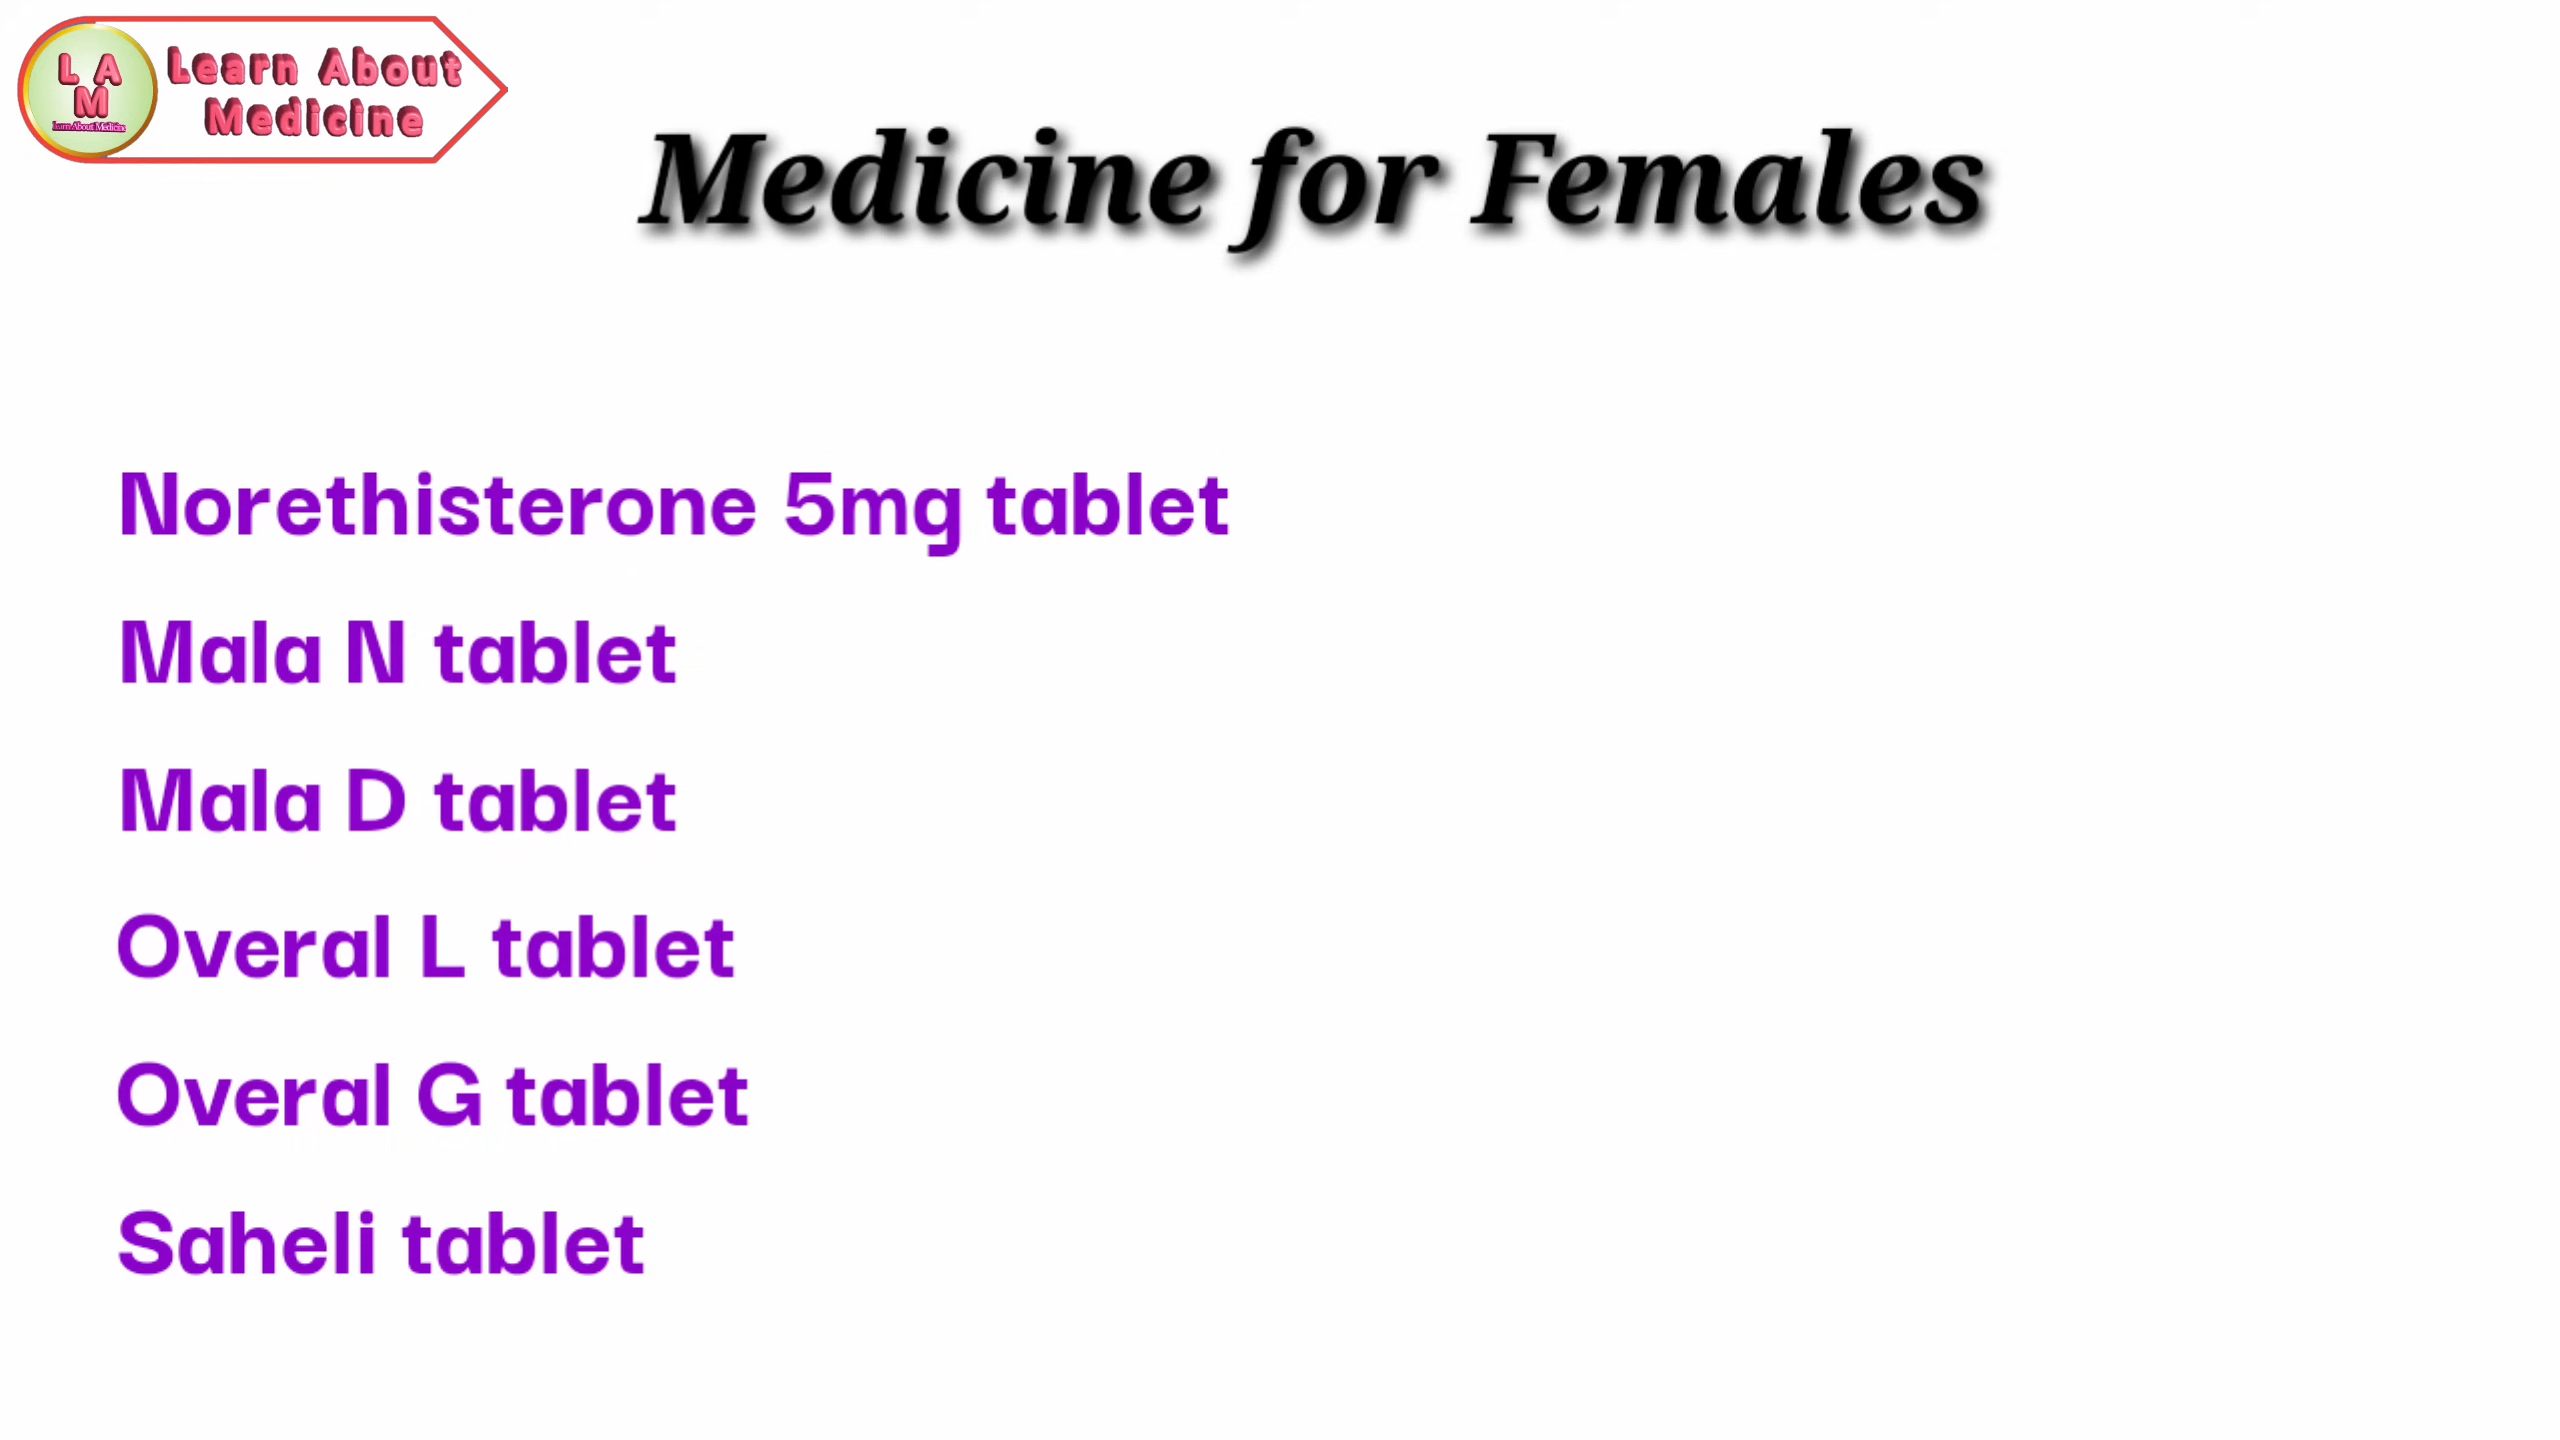 L A
M
Learn About Medicine
Learn About
Medicine
Medicine for Females
Norethisterone 5mg tablet
Mala N tablet
Mala D tablet
Overal L tablet
Overal G tablet
Saheli tablet